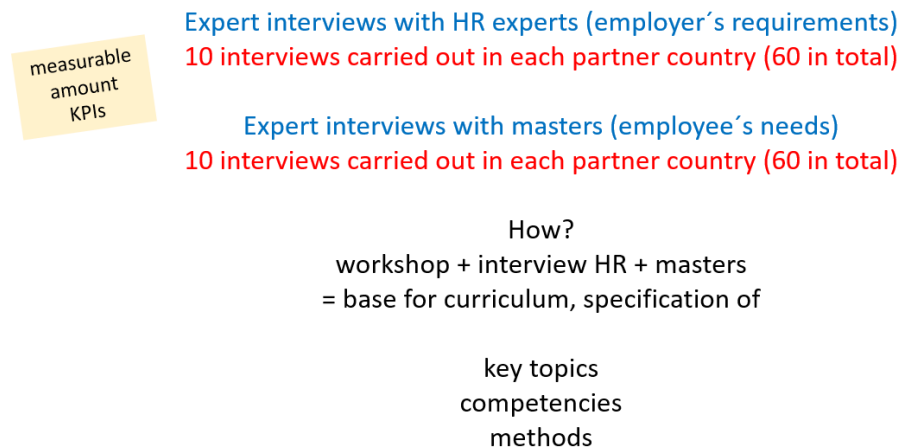 measurable
amount
KPIs
Expert interviews with HR experts (employer´s requirements)
10 interviews carried out in each partner country (60 in total)
Expert interviews with masters (employee´s needs)
10 interviews carried out in each partner country (60 in total)
How?
workshop + interview HR + masters
= base for curriculum, specification of
key topics
competencies
methods